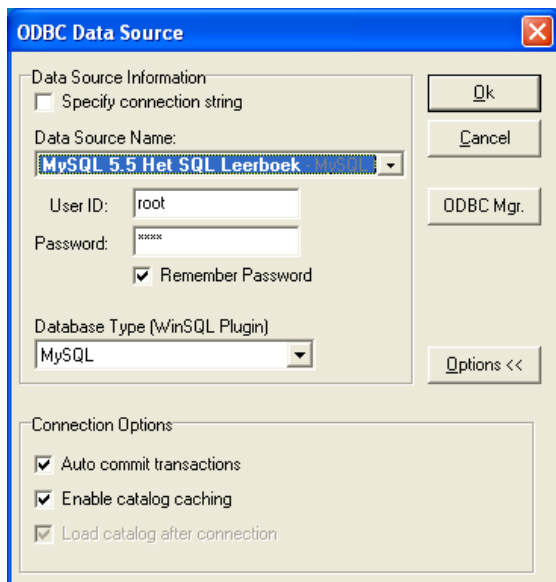 ODBC Data Source
Data Source Information
Specify connection string
Ok
Data Source Name:
Cancel
MySQL 5.5 Het SQL Leerboek - MySQL
User ID: root
ODBC Mgr.
Password: ****
Remember Password
Database Type (WinSQL Plugin)
MySQL
Options <<
Connection Options
Auto commit transactions
Enable catalog caching
Load catalog after connection